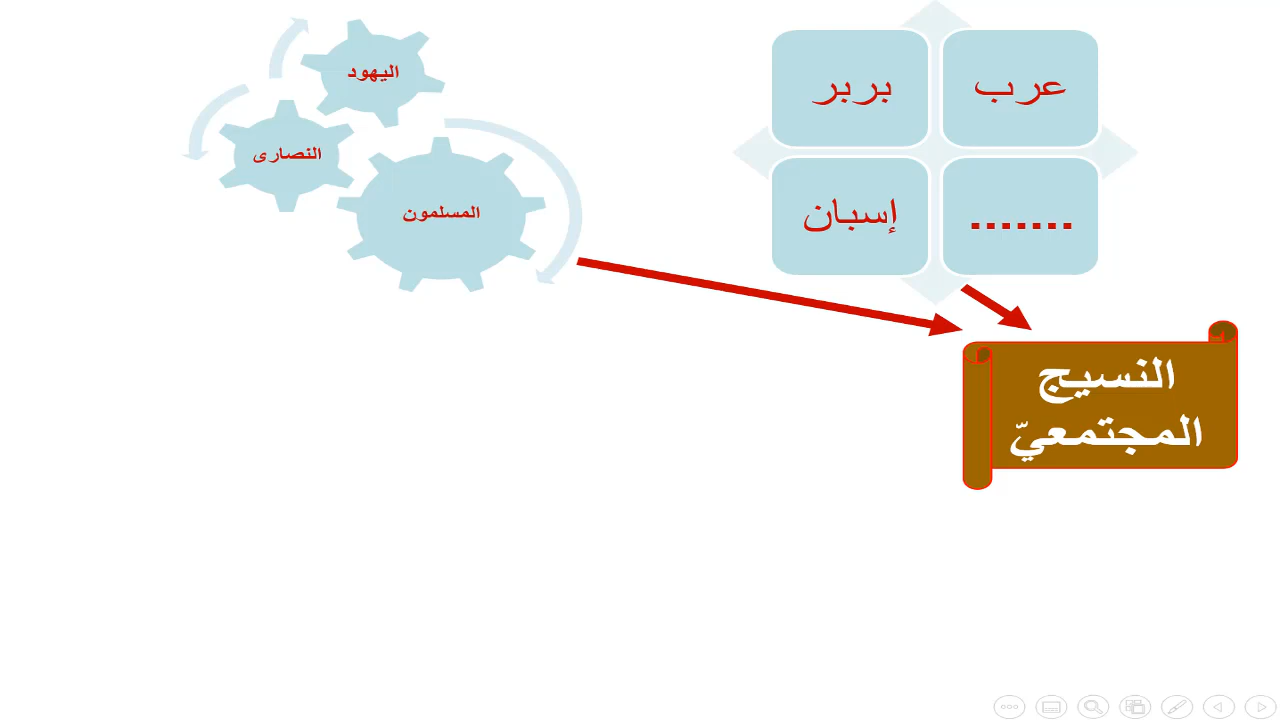 عرب
بربر
.......
إسبان
اليهود
النصارى
المسلمون
النسيج
المجتمعيّ